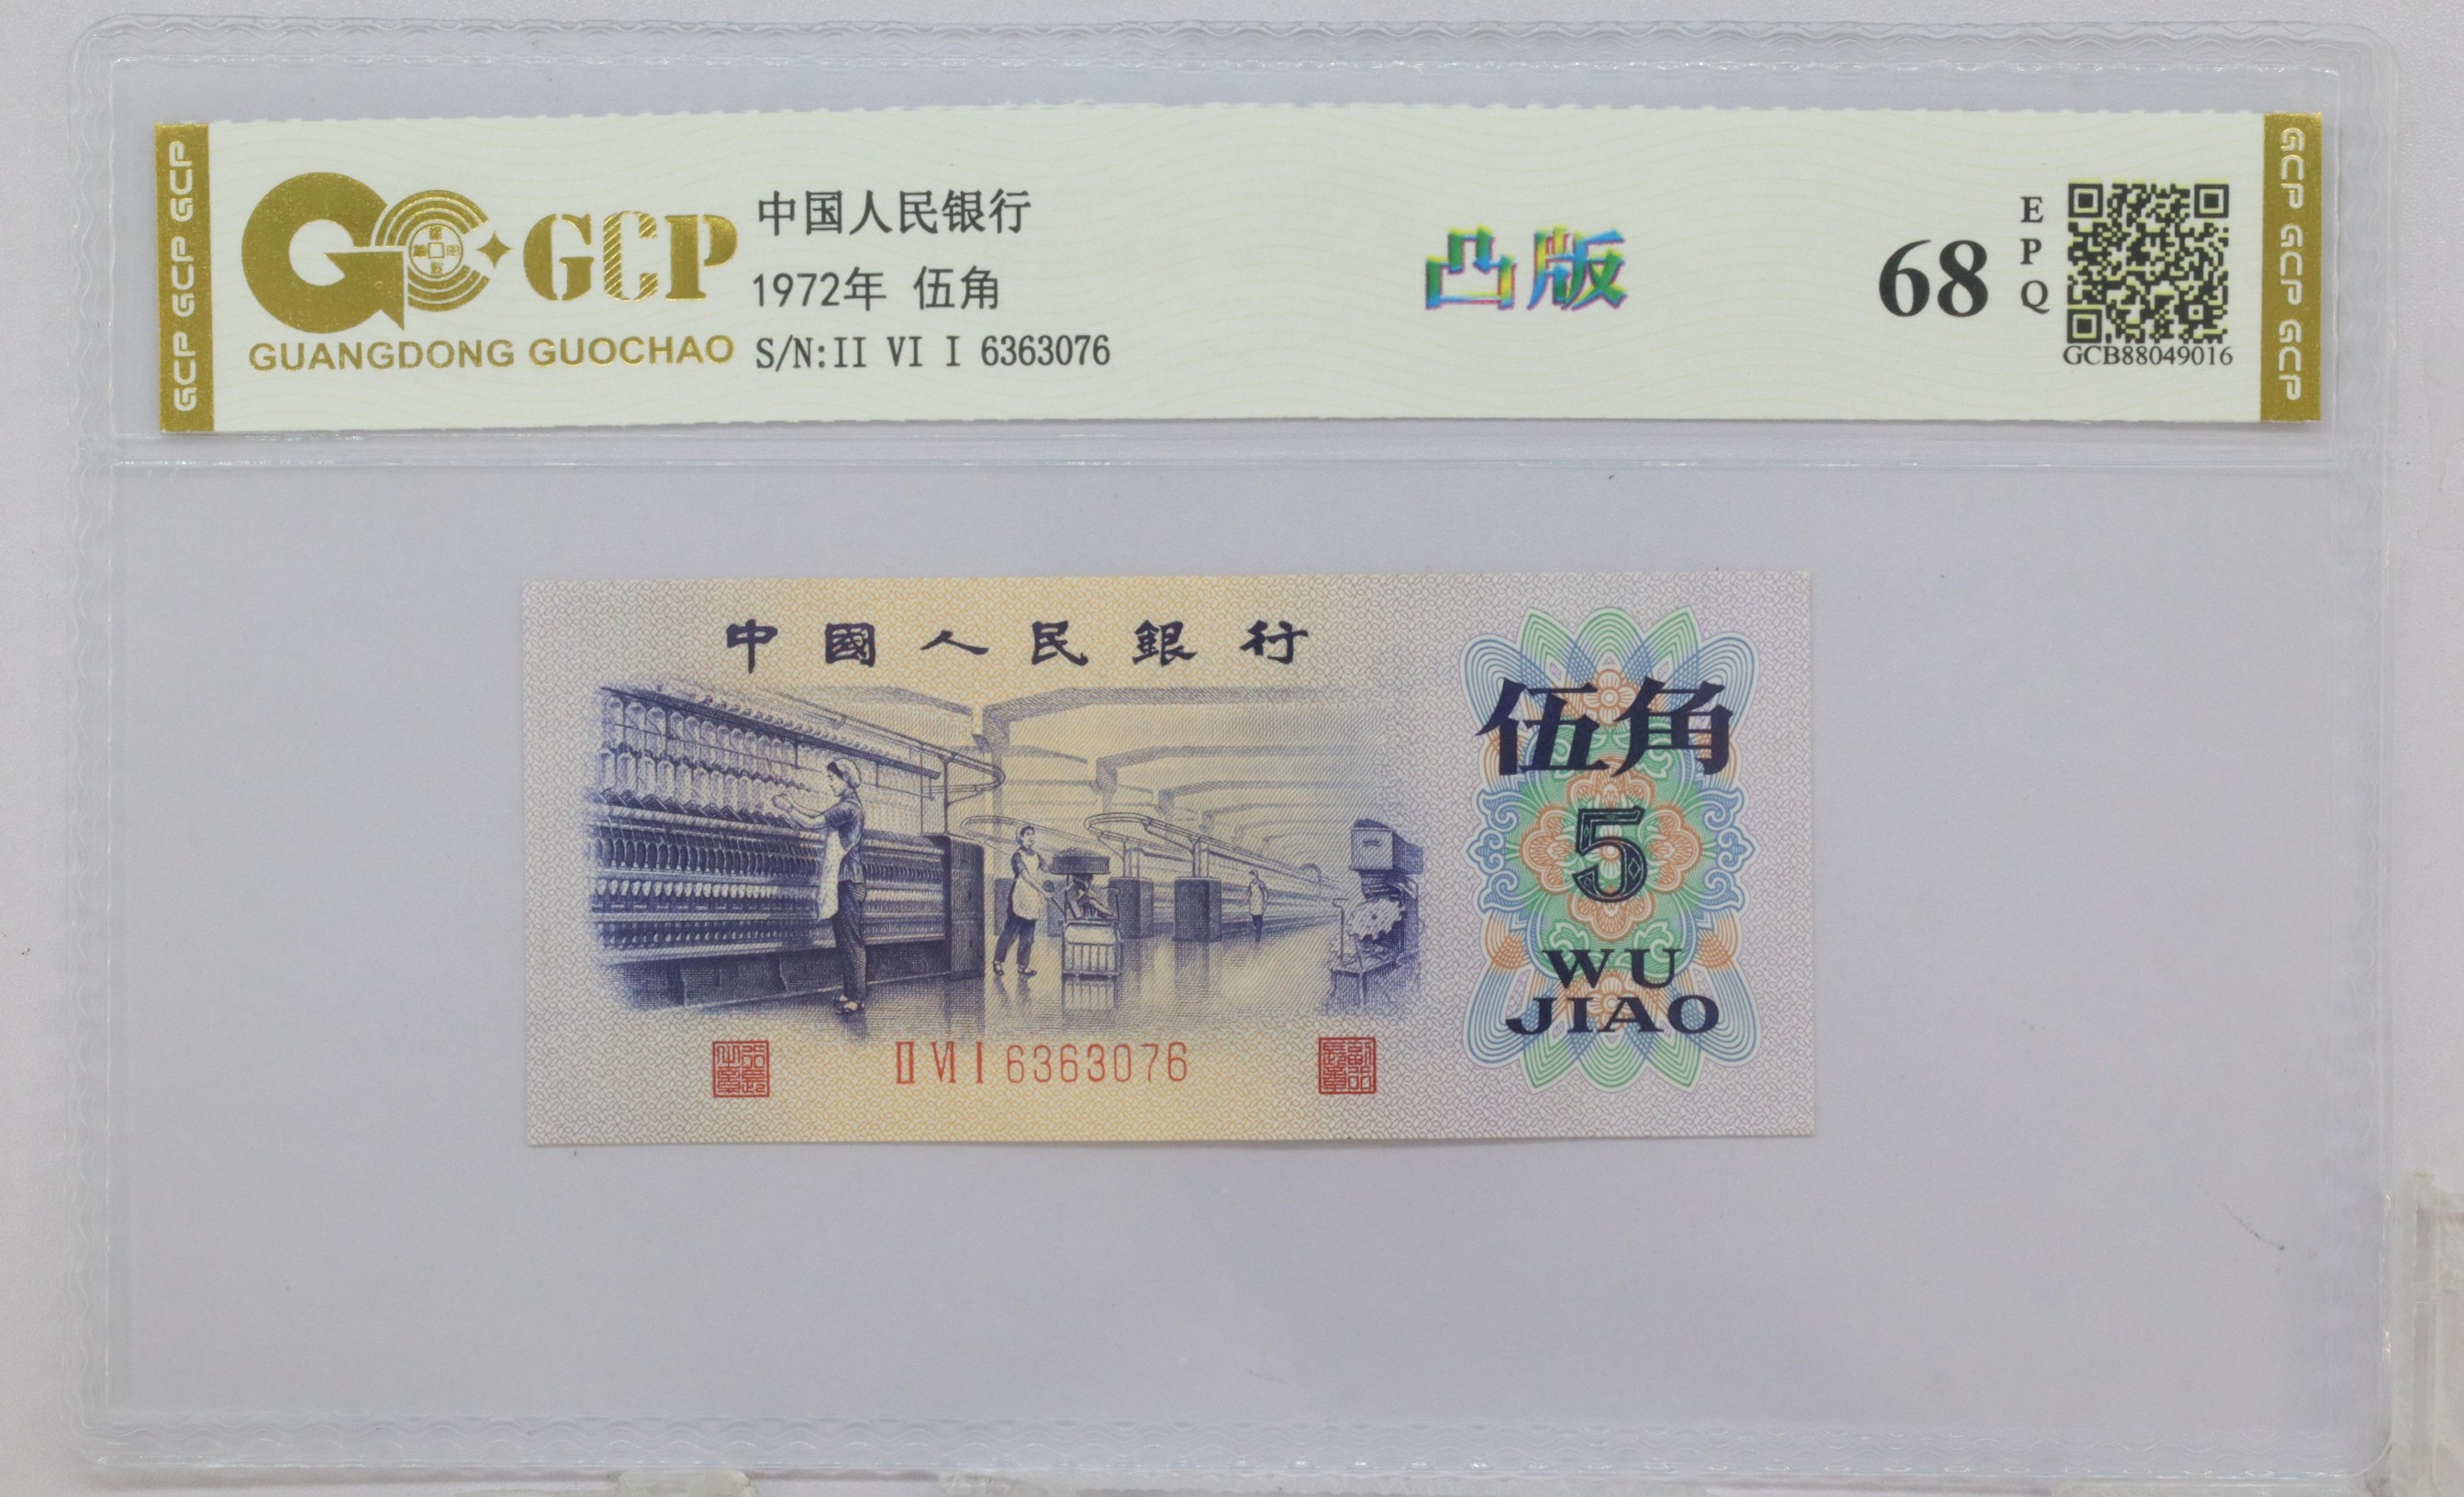 GCP GCP GCP
GCP
GUANGDONG GUOCHAO
中国人民银行
1972年 伍角
S/N:II VI I 6363076
凸版
68
EPQ
GCB88049016
GCP GCP GCP
中國人民銀行
伍角
5
WU
JIAO
II VI I 6363076